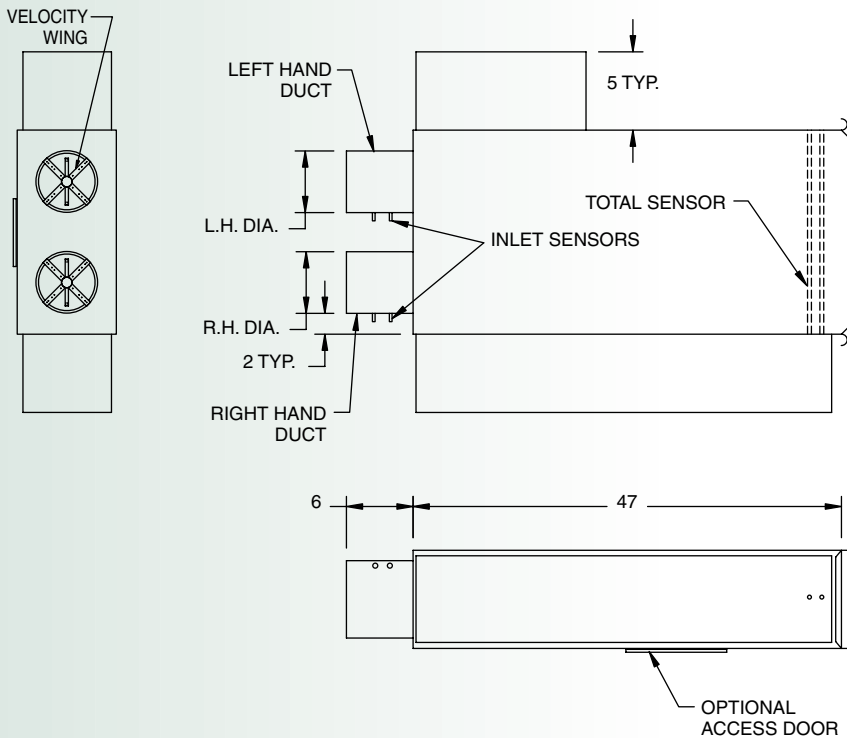 VELOCITY
WING
LEFT HAND
DUCT
5 TYP.
TOTAL SENSOR
L.H. DIA.
INLET SENSORS
R.H. DIA.
2 TYP.
RIGHT HAND
DUCT
6
47
OPTIONAL
ACCESS DOOR